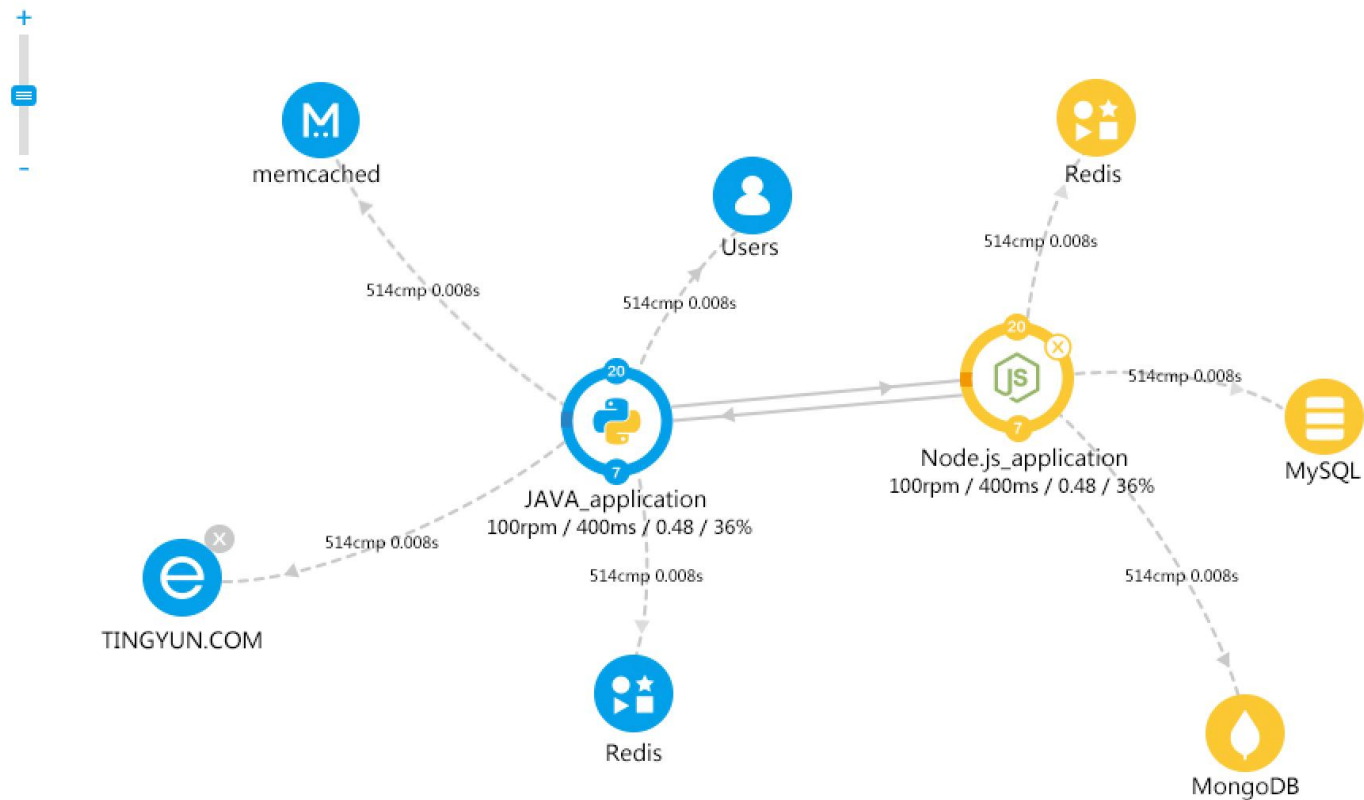 +
-
M
memcached
Redis
Users
514cmp 0.008s
514cmp 0.008s
514cmp 0.008s
20
X
JS
7
20
7
514cmp 0.008s
MySQL
Node.js_application
100rpm / 400ms / 0.48 / 36%
JAVA_application
100rpm / 400ms / 0.48 / 36%
514cmp 0.008s
X
e
TINGYUN.COM
514cmp 0.008s
514cmp 0.008s
Redis
MongoDB